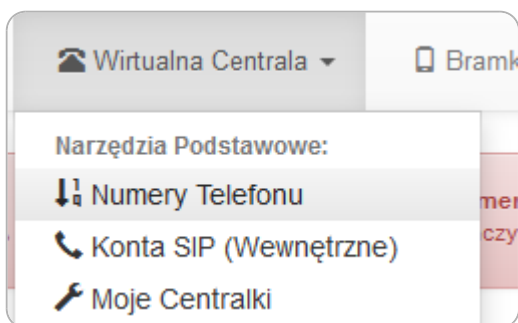 Wirtualna Centrala
Narzędzia Podstawowe:
Numery Telefonu
Konta SIP (Wewnętrzne)
Moje Centralki